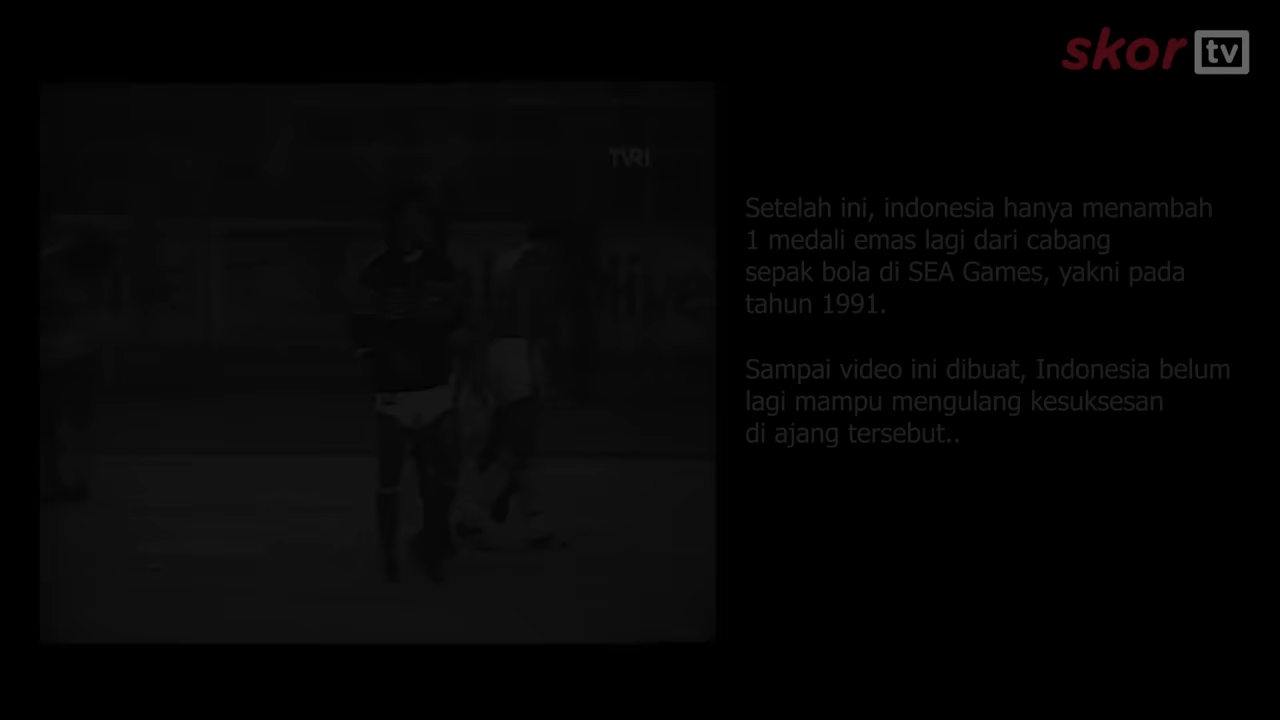 skor tv
TVRI
Setelah ini, indonesia hanya menambah
1 medali emas lagi dari cabang
sepak bola di SEA Games, yakni pada
tahun 1991.
Sampai video ini dibuat, Indonesia belum
lagi mampu mengulang kesuksesan
di ajang tersebut..